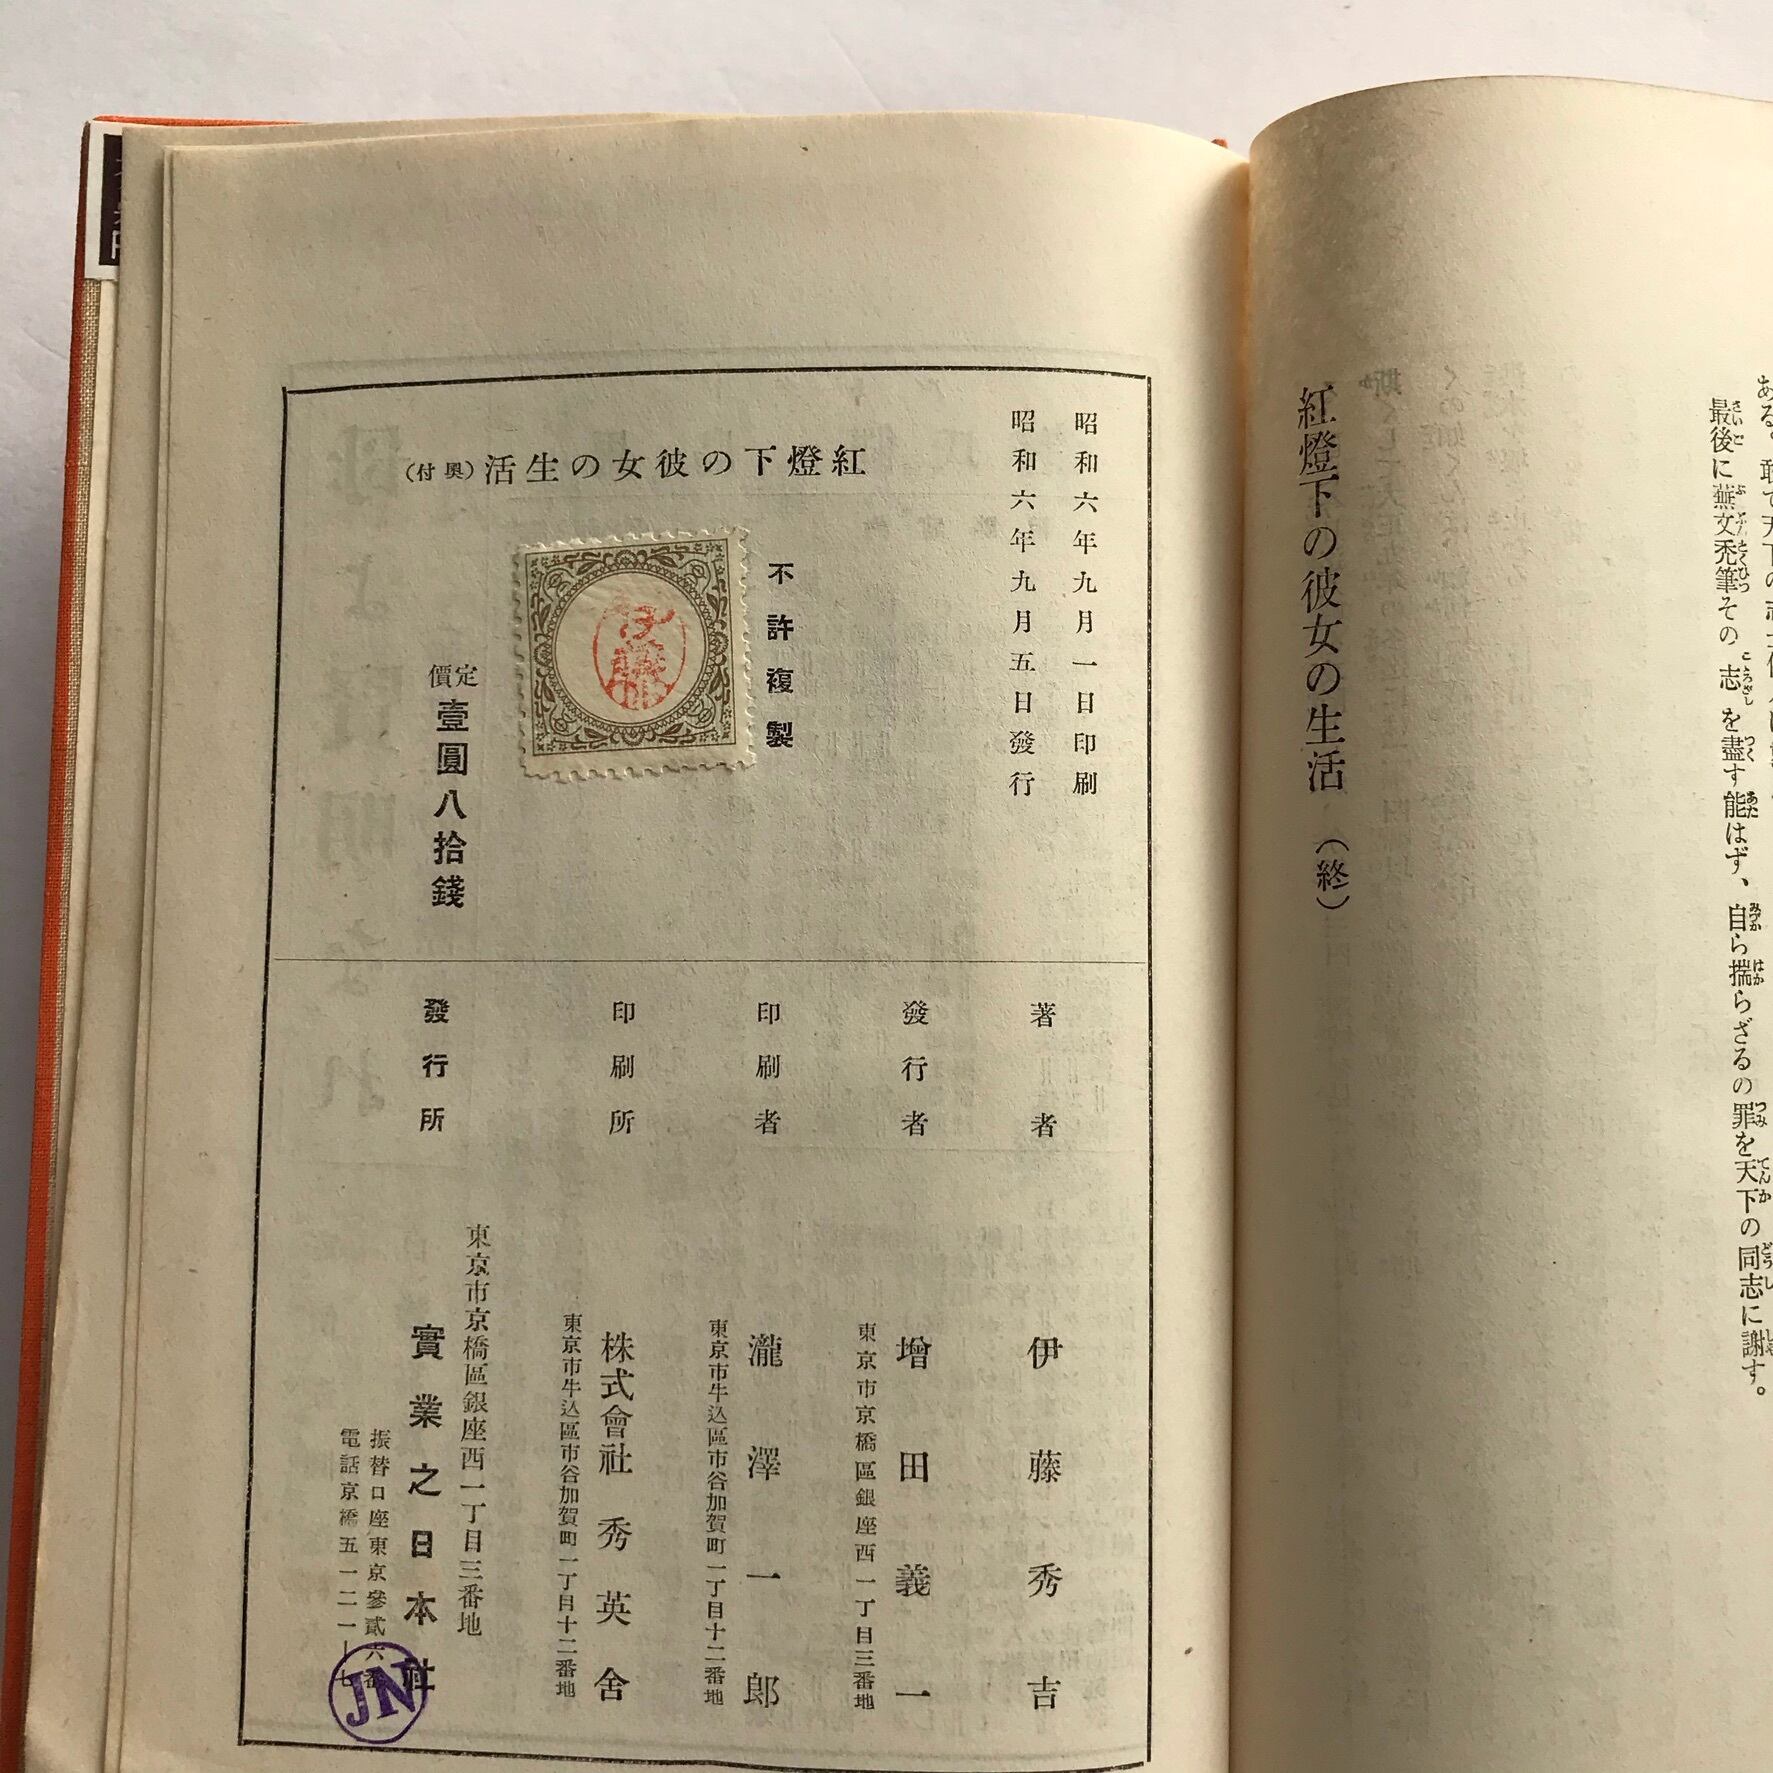 最後に蕪文禿筆その志を盡す能はず、自ら揣らざるの罪を天下の同志に謝す。
紅燈下の彼女の生活（終）
昭和六年九月一日印刷
昭和六年九月五日發行
紅燈下の彼女の生活（奥付）
不許複製
定價
壹圓八拾錢
著者
伊藤秀吉
發行者
增田義一
東京市京橋區銀座西一丁目三番地
印刷者
瀧澤一郎
東京市牛込區市谷加賀町一丁目十二番地
印刷所
株式會社秀英舍
東京市牛込區市谷加賀町一丁目十二番地
發行所
東京市京橋區銀座西一丁目三番地
實業之日本社
振替口座東京參貳六番
電話京橋五一二一
JN